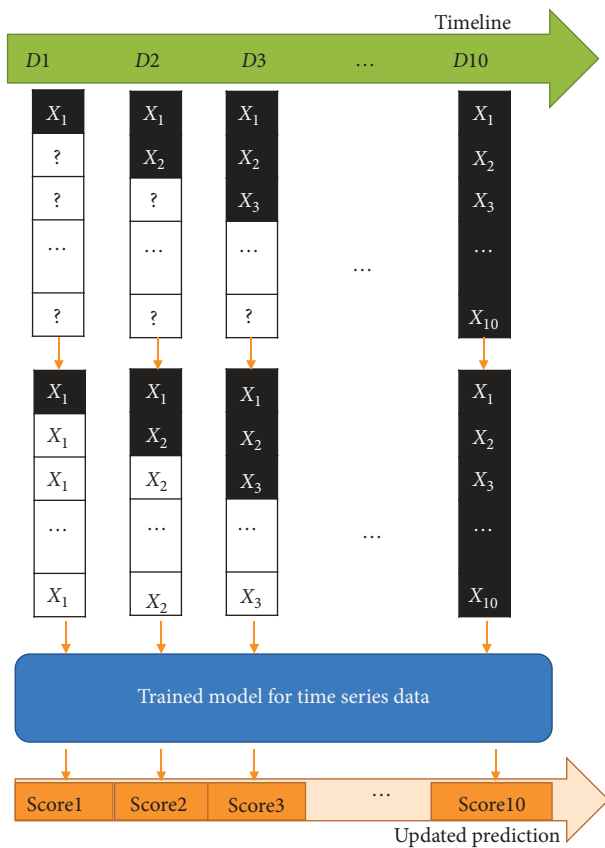 Timeline
D1 D2 D3 ... D10
X1 X1 X1 X1
? X2 X2 X2
? ? X3 X3
... ... ... ...
...
? ? ? X10
X1 X1 X1 X1
X1 X2 X2 X2
X1 X2 X3 X3
... ... ... ...
...
X1 X2 X3 X10
Trained model for time series data
Score1 Score2 Score3 ... Score10
Updated prediction